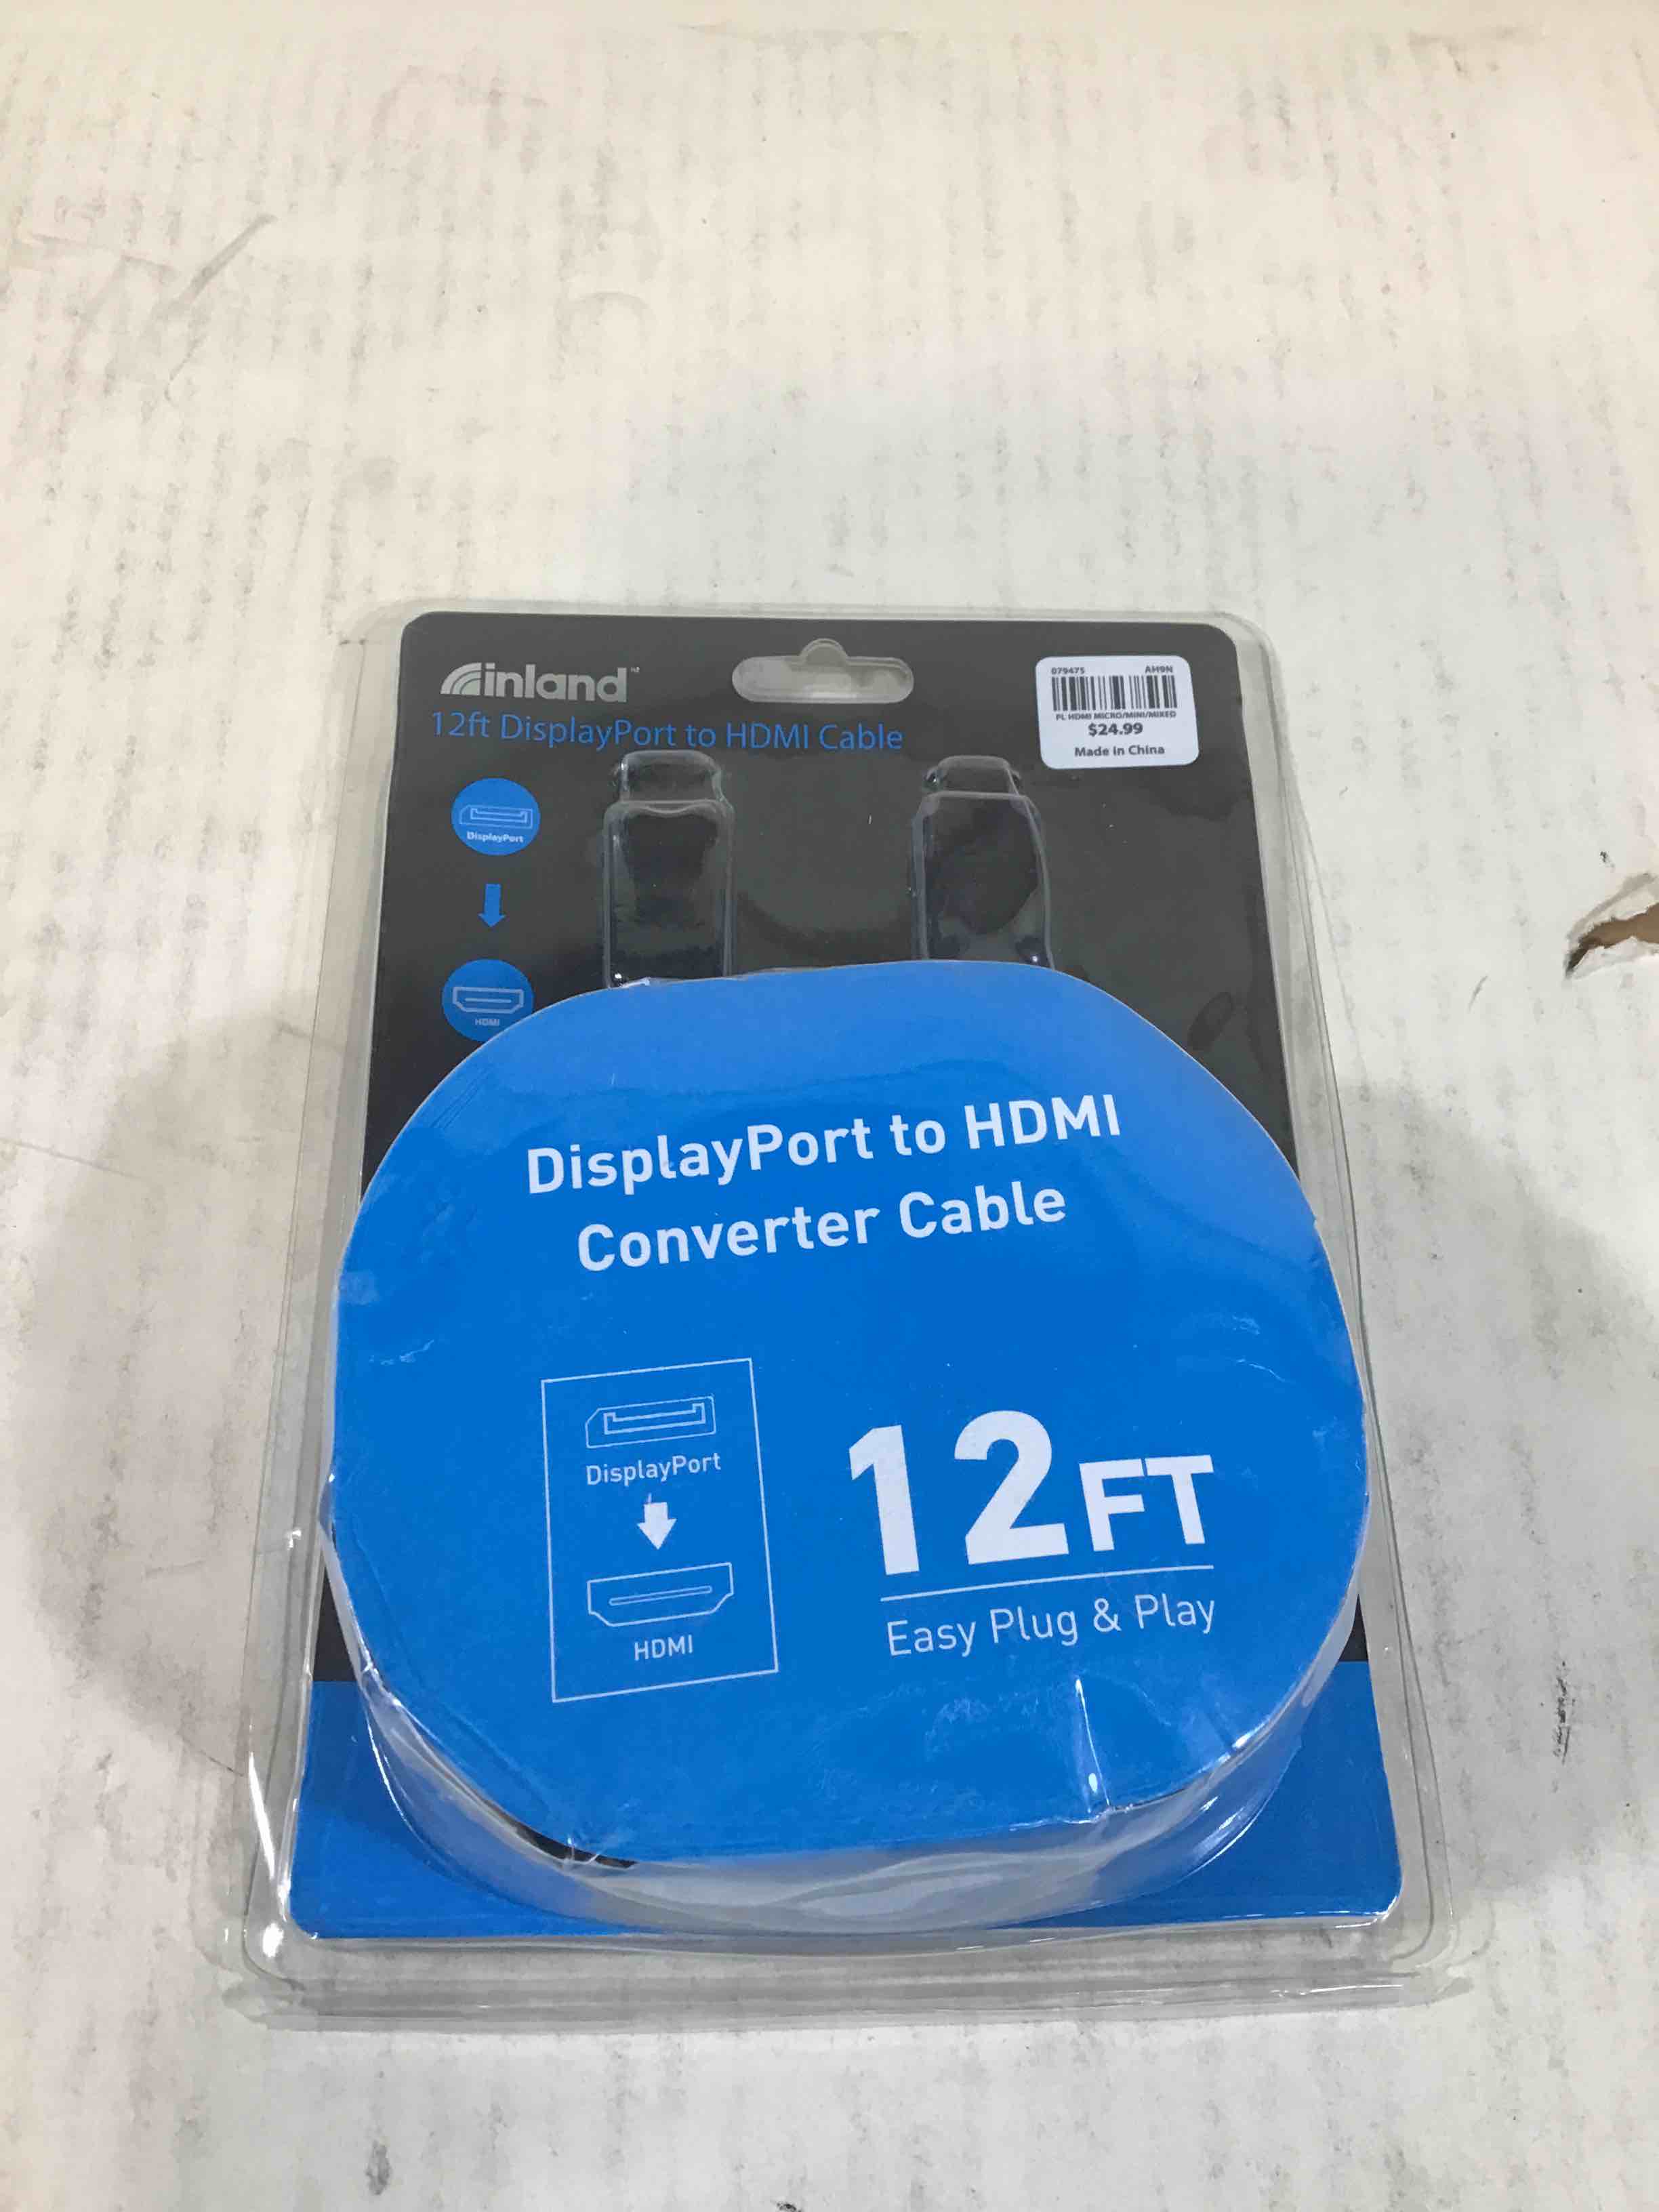 inland™
12ft DisplayPort to HDMI Cable
079475 AH9N
PL HDMI MICRO/MINI/MIXED
$24.99
Made in China
DisplayPort
HDMI
DisplayPort to HDMI
Converter Cable
DisplayPort
HDMI
12FT
Easy Plug & Play